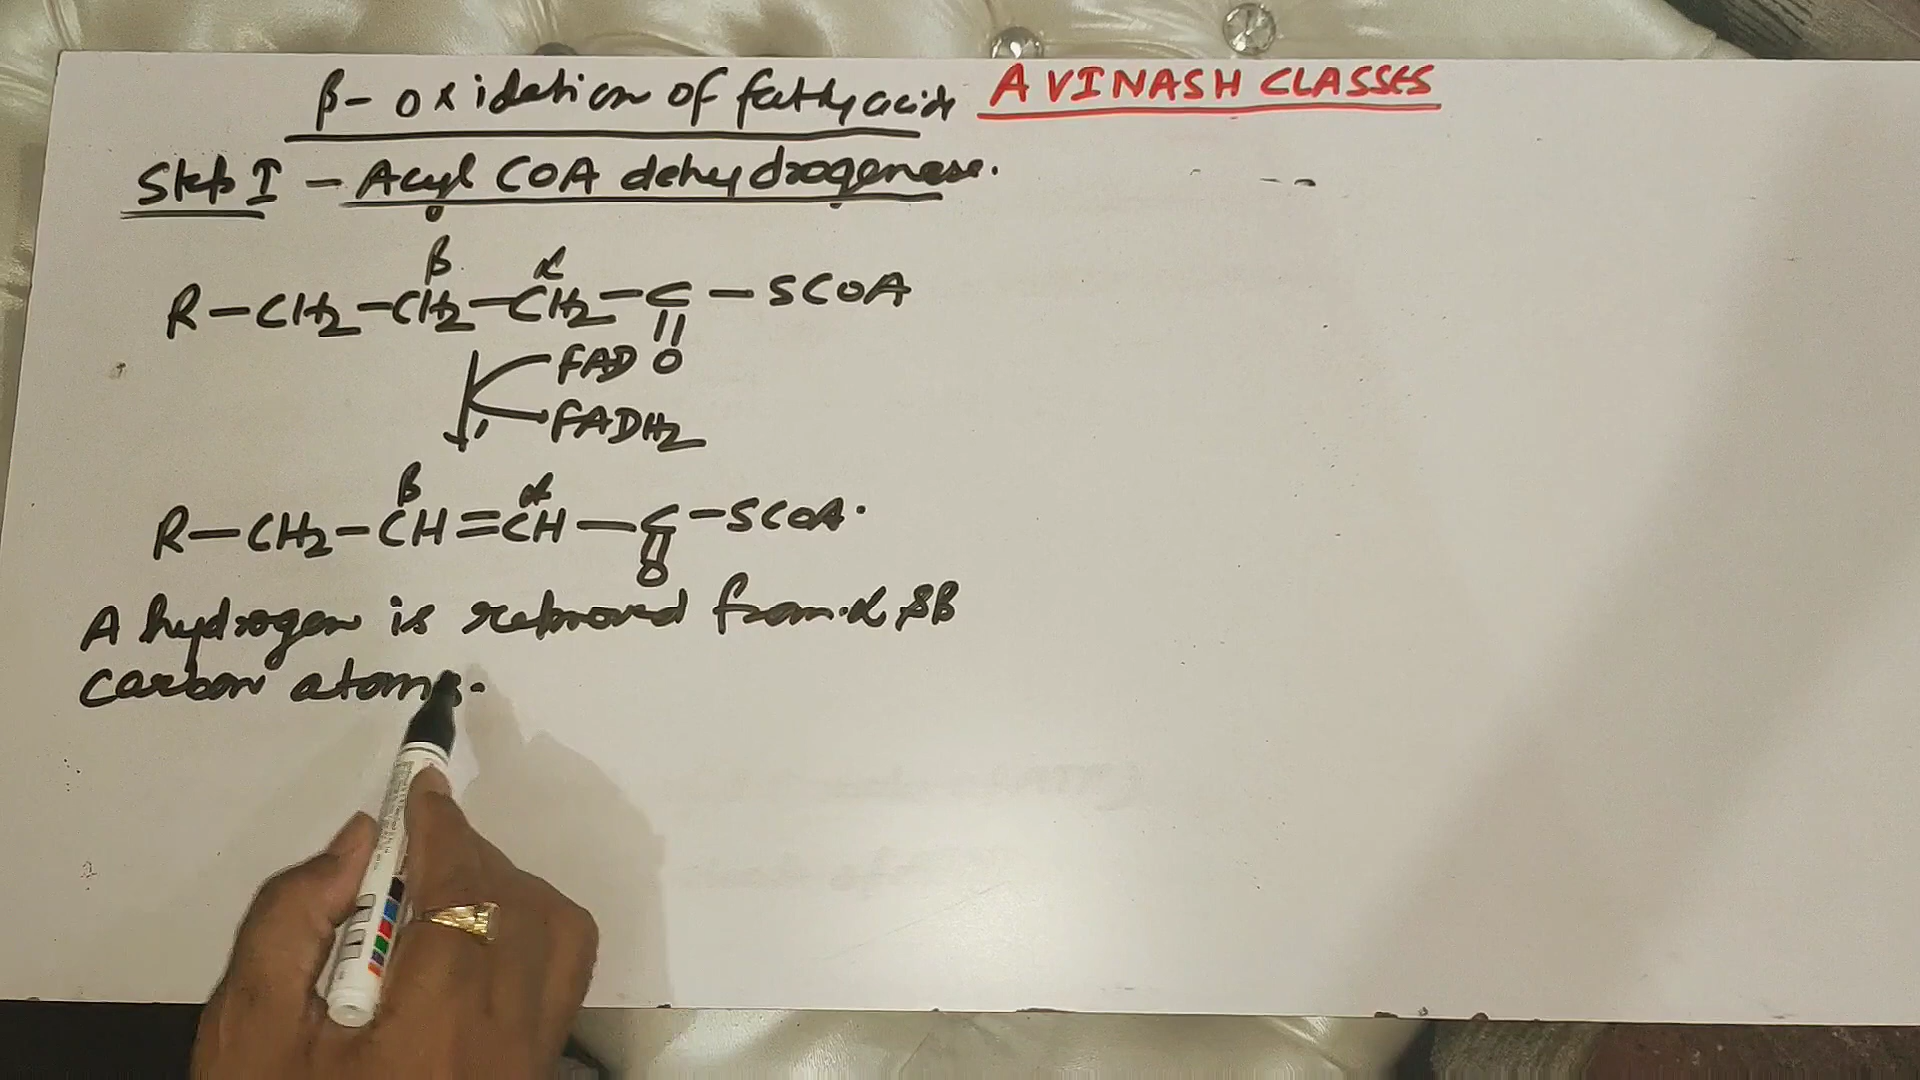 β- oxidation of fatty acid AVINASH CLASSES
Step I - Acyl COA dehydrogenase.
β α
R-CH2-CH2-CH2-C-SCOA
||
FAD O
FADH2
β α
R-CH2-CH=CH-C-SCOA.
||
O
A hydrogen is removed from α & β
carbon atoms.